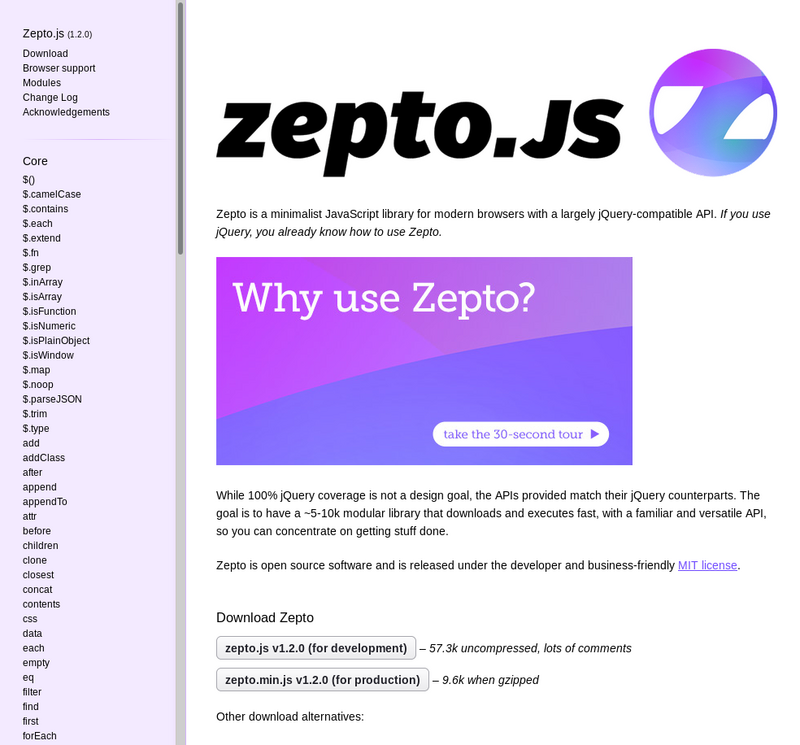 Zepto.js (1.2.0)
Download
Browser support
Modules
Change Log
Acknowledgements
Core
$()
$.camelCase
$.contains
$.each
$.extend
$.fn
$.grep
$.inArray
$.isArray
$.isFunction
$.isNumeric
$.isPlainObject
$.isWindow
$.map
$.noop
$.parseJSON
$.trim
$.type
add
addClass
after
append
appendTo
attr
before
children
clone
closest
concat
contents
css
data
each
empty
eq
filter
find
first
forEach
zepto.js
Zepto is a minimalist JavaScript library for modern browsers with a largely jQuery-compatible API. If you use
jQuery, you already know how to use Zepto.
Why use Zepto?
take the 30-second tour
While 100% jQuery coverage is not a design goal, the APIs provided match their jQuery counterparts. The
goal is to have a ~5-10k modular library that downloads and executes fast, with a familiar and versatile API,
so you can concentrate on getting stuff done.
Zepto is open source software and is released under the developer and business-friendly MIT license.
Download Zepto
zepto.js v1.2.0 (for development) – 57.3k uncompressed, lots of comments
zepto.min.js v1.2.0 (for production) – 9.6k when gzipped
Other download alternatives: